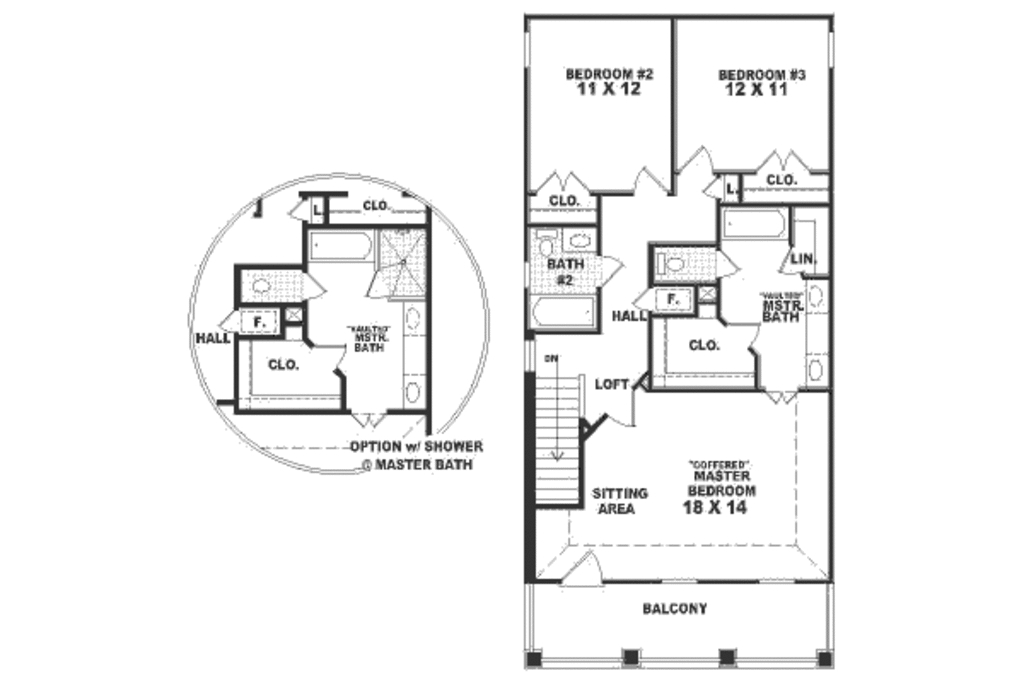 BEDROOM #2
11 X 12
BEDROOM #3
12 X 11
CLO.
L.
CLO.
BATH
#2
LIN.
F.
HALL
"VAULTED"
MSTR.
BATH
CLO.
DN
LOFT
"COFFERED"
MASTER
BEDROOM
18 X 14
SITTING
AREA
BALCONY
L.
CLO.
F.
HALL
"VAULTED"
MSTR.
BATH
CLO.
OPTION w/ SHOWER
@ MASTER BATH